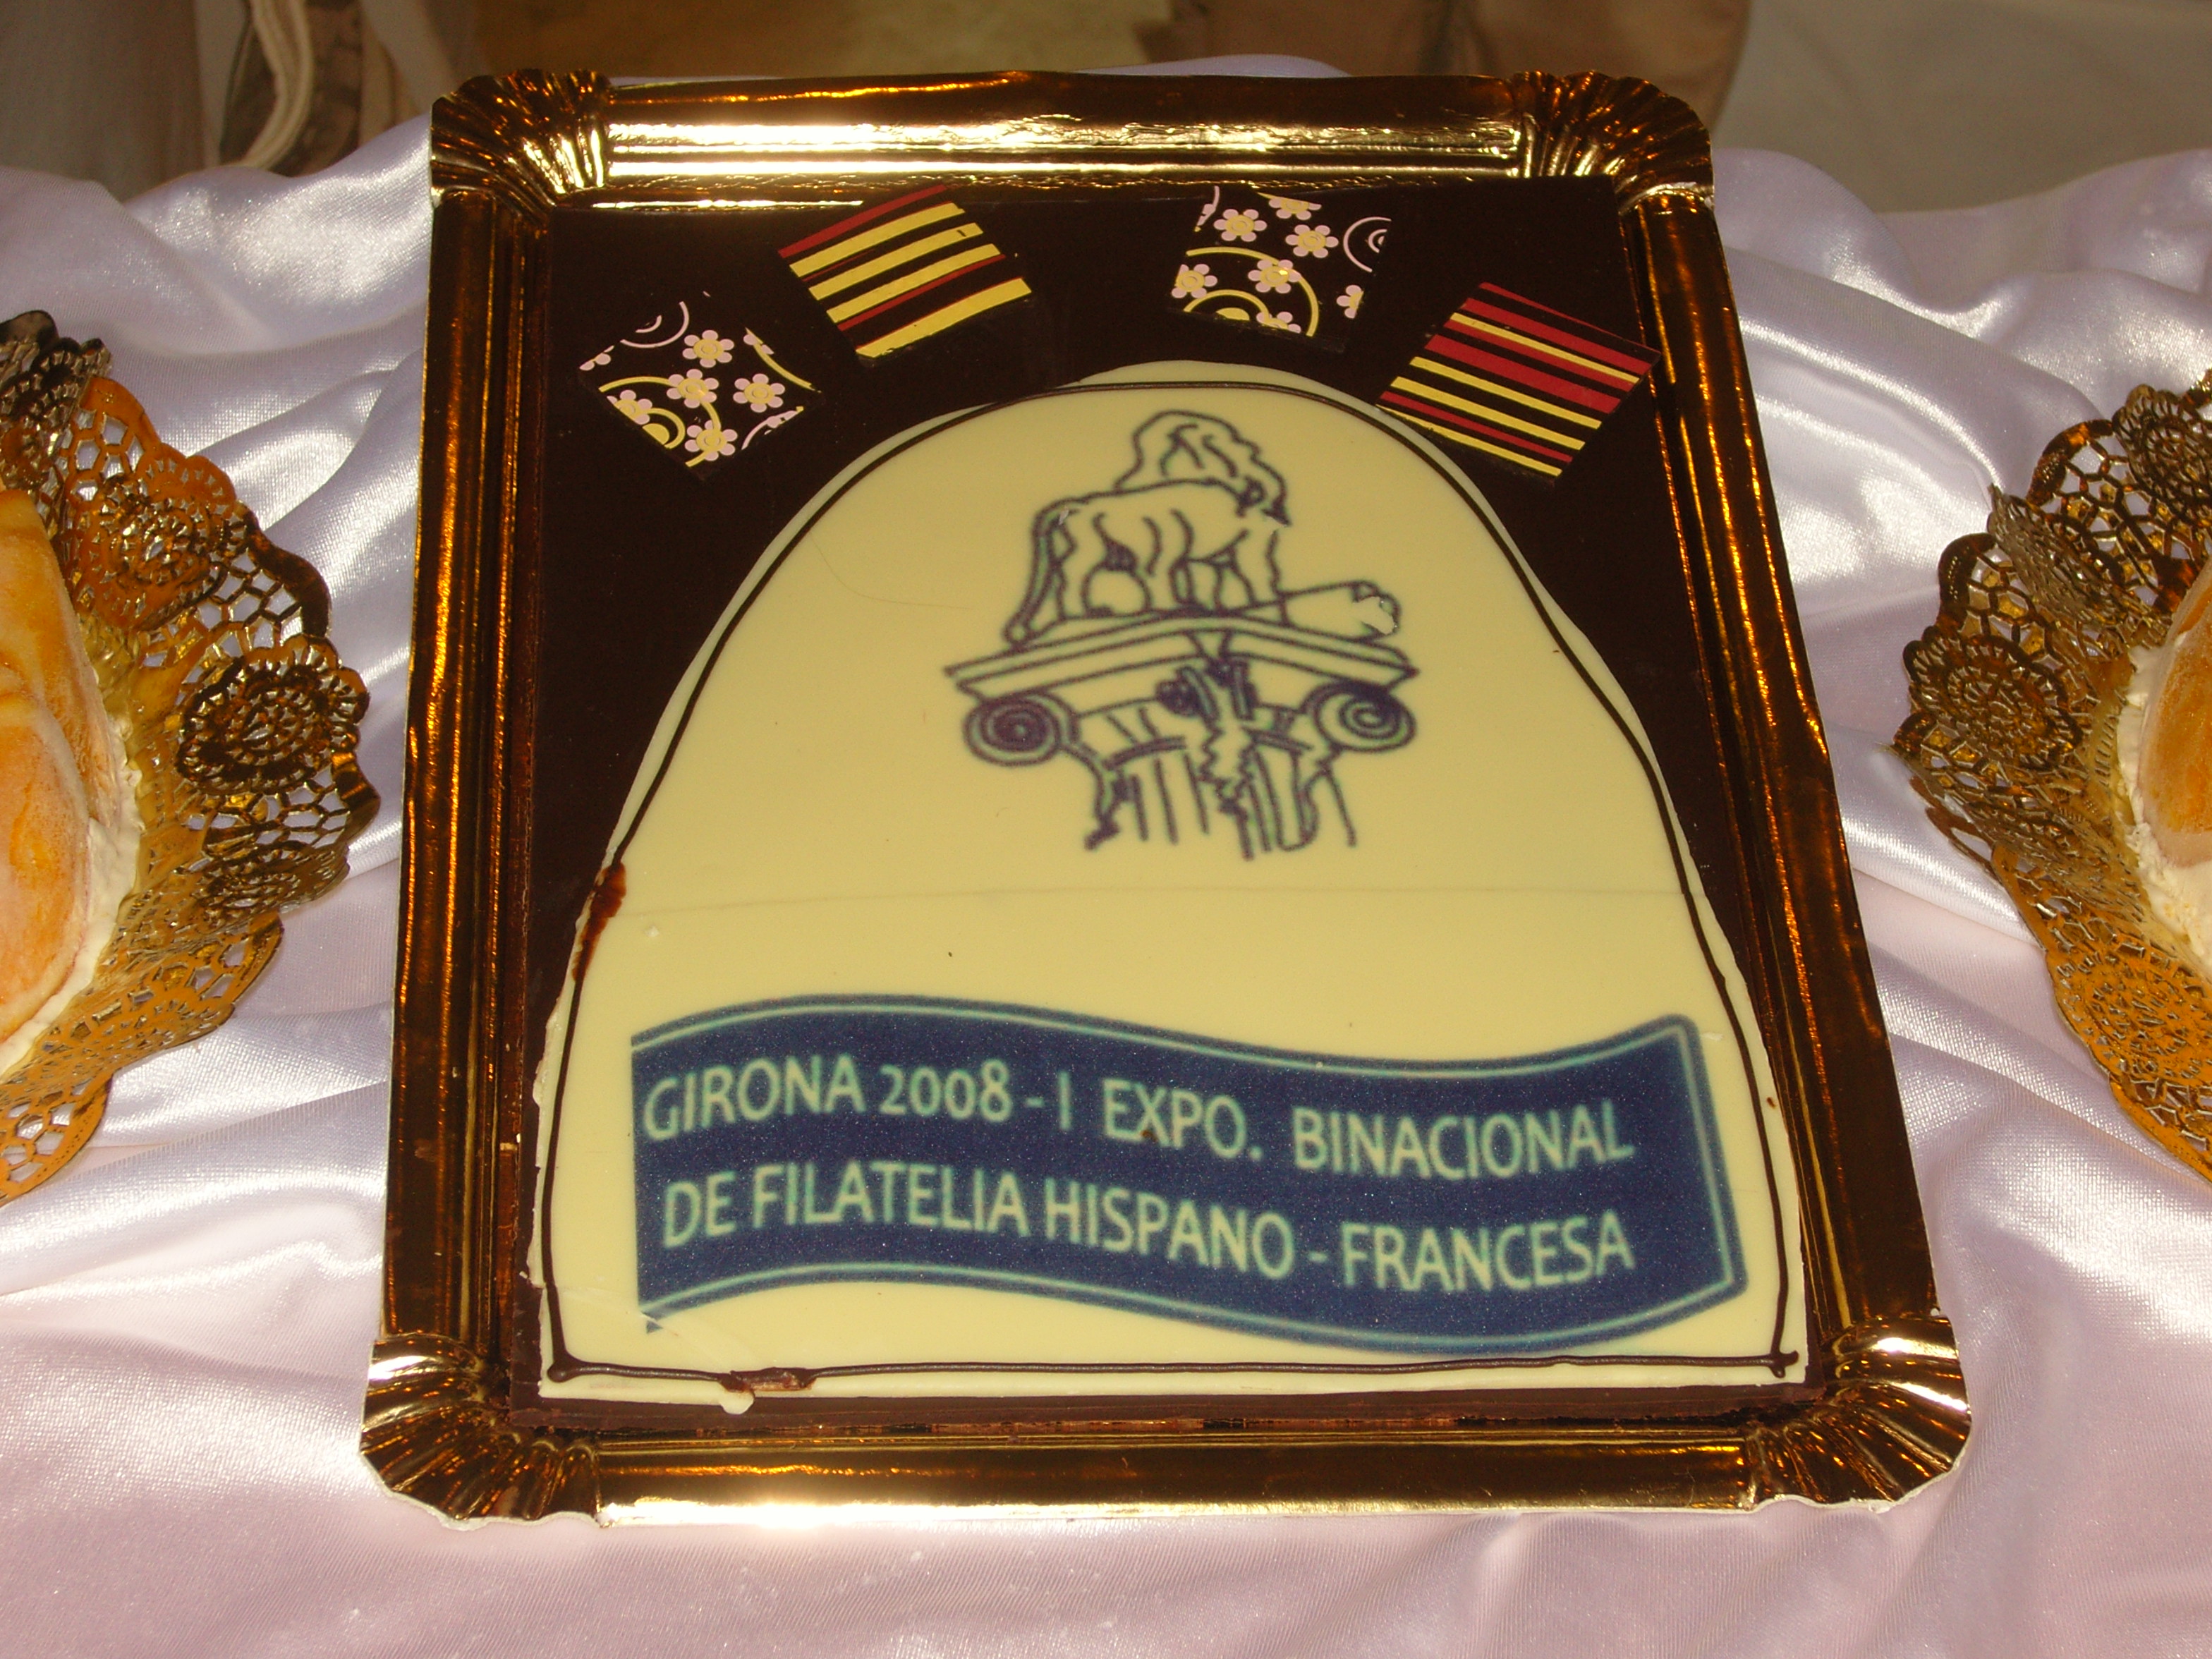 GIRONA 2008 - I EXPO. BINACIONAL
DE FILATELIA HISPANO - FRANCESA